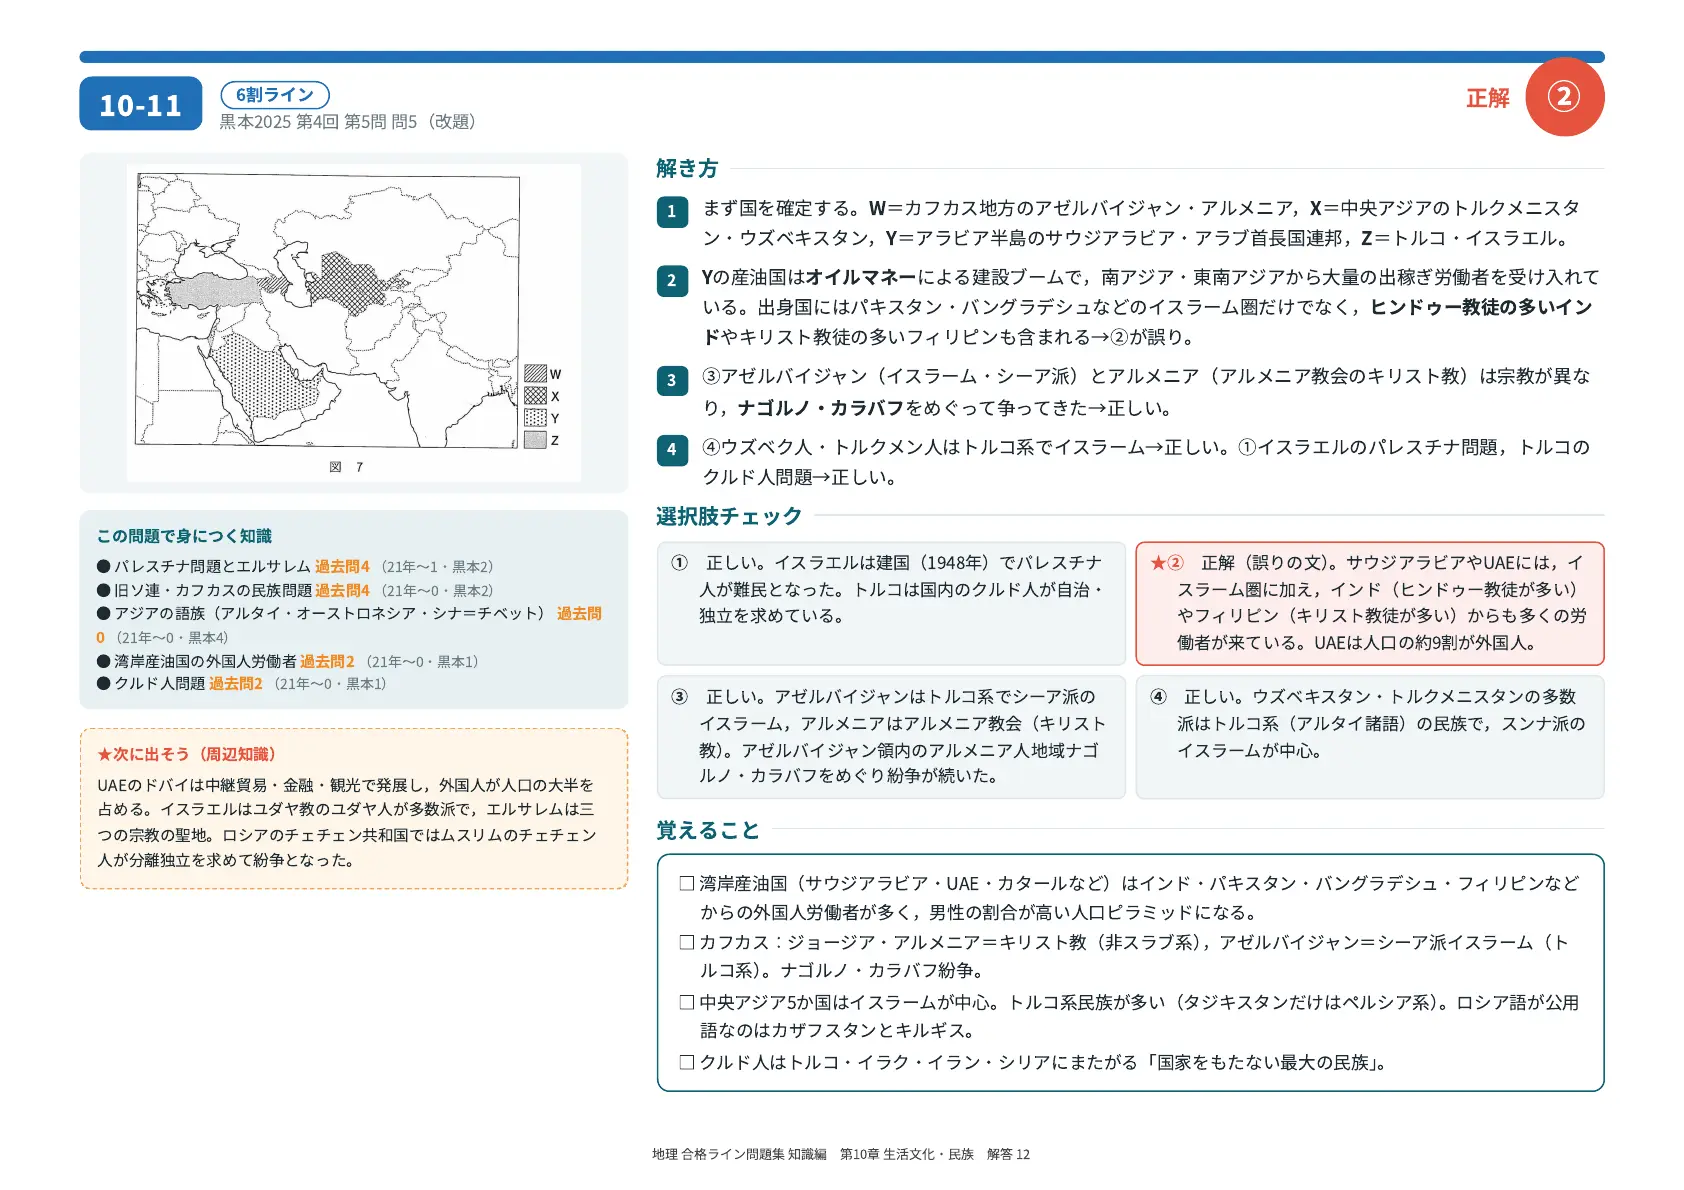 10-11
6割ライン
黒本2025 第4回 第5問 問5（改題）
正解 ②
W
X
Y
Z
図 7
この問題で身につく知識
● パレスチナ問題とエルサレム 過去問4 （21年〜1・黒本2）
● 旧ソ連・カフカスの民族問題 過去問4 （21年〜0・黒本2）
● アジアの語族（アルタイ・オーストロネシア・シナ＝チベット） 過去問
0 （21年〜0・黒本4）
● 湾岸産油国の外国人労働者 過去問2 （21年〜0・黒本1）
● クルド人問題 過去問2 （21年〜0・黒本1）
★次に出そう（周辺知識）
UAEのドバイは中継貿易・金融・観光で発展し，外国人が人口の大半を
占める。イスラエルはユダヤ教のユダヤ人が多数派で，エルサレムは三
つの宗教の聖地。ロシアのチェチェン共和国ではムスリムのチェチェン
人が分離独立を求めて紛争となった。
解き方
1 まず国を確定する。W＝カフカス地方のアゼルバイジャン・アルメニア，X＝中央アジアのトルクメニスタ
ン・ウズベキスタン，Y＝アラビア半島のサウジアラビア・アラブ首長国連邦，Z＝トルコ・イスラエル。
2 Yの産油国はオイルマネーによる建設ブームで，南アジア・東南アジアから大量の出稼ぎ労働者を受け入れて
いる。出身国にはパキスタン・バングラデシュなどのイスラーム圏だけでなく，ヒンドゥー教徒の多いイン
ドやキリスト教徒の多いフィリピンも含まれる→②が誤り。
3 ③アゼルバイジャン（イスラーム・シーア派）とアルメニア（アルメニア教会のキリスト教）は宗教が異な
り，ナゴルノ・カラバフをめぐって争ってきた→正しい。
4 ④ウズベク人・トルクメン人はトルコ系でイスラーム→正しい。①イスラエルのパレスチナ問題，トルコの
クルド人問題→正しい。
選択肢チェック
① 正しい。イスラエルは建国（1948年）でパレスチナ
人が難民となった。トルコは国内のクルド人が自治・
独立を求めている。
★② 正解（誤りの文）。サウジアラビアやUAEには，イ
スラーム圏に加え，インド（ヒンドゥー教徒が多い）
やフィリピン（キリスト教徒が多い）からも多くの労
働者が来ている。UAEは人口の約9割が外国人。
③ 正しい。アゼルバイジャンはトルコ系でシーア派の
イスラーム，アルメニアはアルメニア教会（キリスト
教）。アゼルバイジャン領内のアルメニア人地域ナゴ
ルノ・カラバフをめぐり紛争が続いた。
④ 正しい。ウズベキスタン・トルクメニスタンの多数
派はトルコ系（アルタイ諸語）の民族で，スンナ派の
イスラームが中心。
覚えること
□ 湾岸産油国（サウジアラビア・UAE・カタールなど）はインド・パキスタン・バングラデシュ・フィリピンなど
からの外国人労働者が多く，男性の割合が高い人口ピラミッドになる。
□ カフカス：ジョージア・アルメニア＝キリスト教（非スラブ系），アゼルバイジャン＝シーア派イスラーム（ト
ルコ系）。ナゴルノ・カラバフ紛争。
□ 中央アジア5か国はイスラームが中心。トルコ系民族が多い（タジキスタンだけはペルシア系）。ロシア語が公用
語なのはカザフスタンとキルギス。
□ クルド人はトルコ・イラク・イラン・シリアにまたがる「国家をもたない最大の民族」。
地理 合格ライン問題集 知識編 第10章 生活文化・民族 解答 12